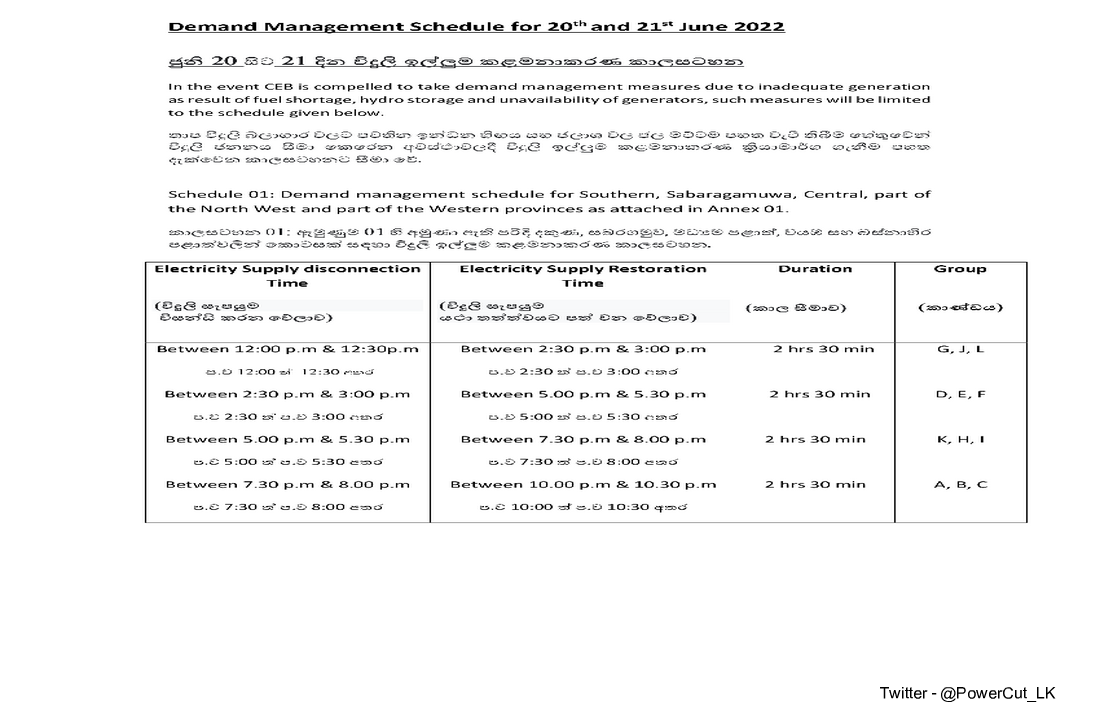 Demand Management Schedule for 20th and 21st June 2022
ජුනි 20 සිට 21 දින විදුලි ඉල්ලුම කළමනාකරණ කාලසටහන
In the event CEB is compelled to take demand management measures due to inadequate generation
as result of fuel shortage, hydro storage and unavailability of generators, such measures will be limited
to the schedule given below.
තාප විදුලි බලාගාර වලට පවතින ඉන්ධන හිඟය සහ ජලාශ වල ජල මට්ටම පහත වැටී තිබීම හේතුවෙන්
විදුලි ජනනය සීමා කෙරෙන අවස්ථාවලදී විදුලි ඉල්ලුම කළමනාකරණ ක්‍රියාමාර්ග ගැනීම පහත
දැක්වෙන කාලසටහනට සීමා වේ.
Schedule 01: Demand management schedule for Southern, Sabaragamuwa, Central, part of
the North West and part of the Western provinces as attached in Annex 01.
කාලසටහන 01: ඇමුණුම 01 හි අමුණා ඇති පරිදි දකුණ, සබරගමුව, මධ්‍යම පළාත්, වයඹ සහ බස්නාහිර
පළාත්වලින් කොටසක් සඳහා විදුලි ඉල්ලුම කළමනාකරණ කාලසටහන.
Electricity Supply disconnection Time
(විදුලි සැපයුම
විසන්ධි කරන වේලාව)
Electricity Supply Restoration Time
(විදුලි සැපයුම
යථා තත්ත්වයට පත් වන වේලාව)
Duration
(කාල සීමාව)
Group
(කාණ්ඩය)
Between 12:00 p.m & 12:30p.m Between 2:30 p.m & 3:00 p.m 2 hrs 30 min G, J, L
ප.ව 12:00 ත් 12:30 අතර ප.ව 2:30 ත් ප.ව 3:00 අතර
Between 2:30 p.m & 3:00 p.m Between 5.00 p.m & 5.30 p.m 2 hrs 30 min D, E, F
ප.ව 2:30 ත් ප.ව 3:00 අතර ප.ව 5:00 ත් ප.ව 5:30 අතර
Between 5.00 p.m & 5.30 p.m Between 7.30 p.m & 8.00 p.m 2 hrs 30 min K, H, I
ප.ව 5:00 ත් ප.ව 5:30 අතර ප.ව 7:30 ත් ප.ව 8:00 අතර
Between 7.30 p.m & 8.00 p.m Between 10.00 p.m & 10.30 p.m 2 hrs 30 min A, B, C
ප.ව 7:30 ත් ප.ව 8:00 අතර ප.ව 10:00 ත් ප.ව 10:30 අතර
Twitter - @PowerCut_LK